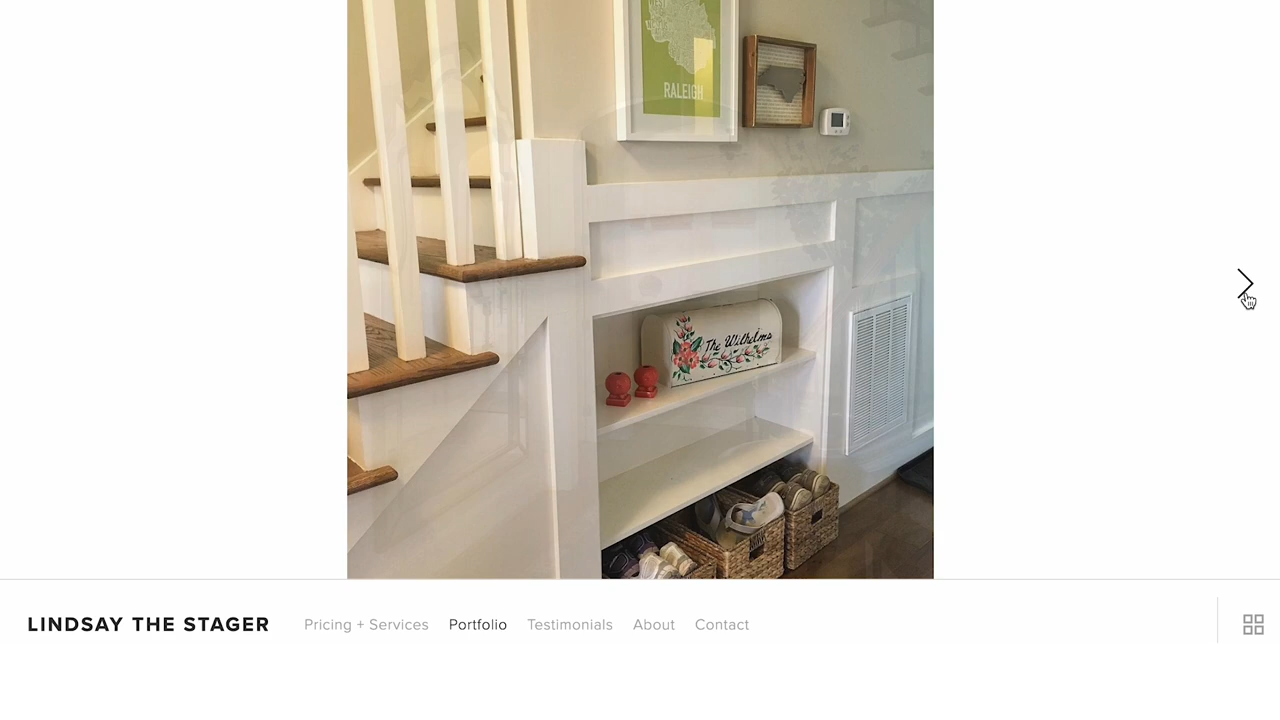 RALEIGH
The Wilhelms
LINDSAY THE STAGER
Pricing + Services
Portfolio
Testimonials
About
Contact